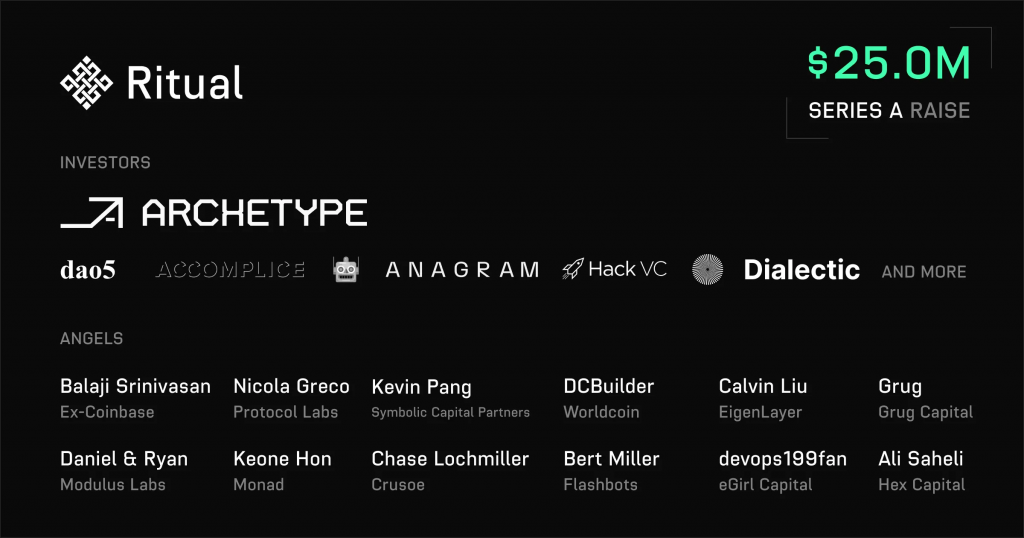 Ritual
$25.0M
SERIES A RAISE
INVESTORS
ARCHETYPE
dao5 ACCOMPLICE ANAGRAM Hack VC Dialectic AND MORE
ANGELS
Balaji Srinivasan Nicola Greco Kevin Pang DCBuilder Calvin Liu Grug
Ex-Coinbase Protocol Labs Symbolic Capital Partners Worldcoin EigenLayer Grug Capital
Daniel & Ryan Keone Hon Chase Lochmiller Bert Miller devops199fan Ali Saheli
Modulus Labs Monad Crusoe Flashbots eGirl Capital Hex Capital